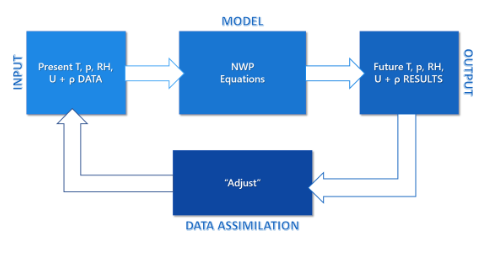 MODEL
INPUT
Present T, p, RH,
U + ρ DATA
NWP
Equations
Future T, p, RH,
U + ρ RESULTS
OUTPUT
"Adjust"
DATA ASSIMILATION